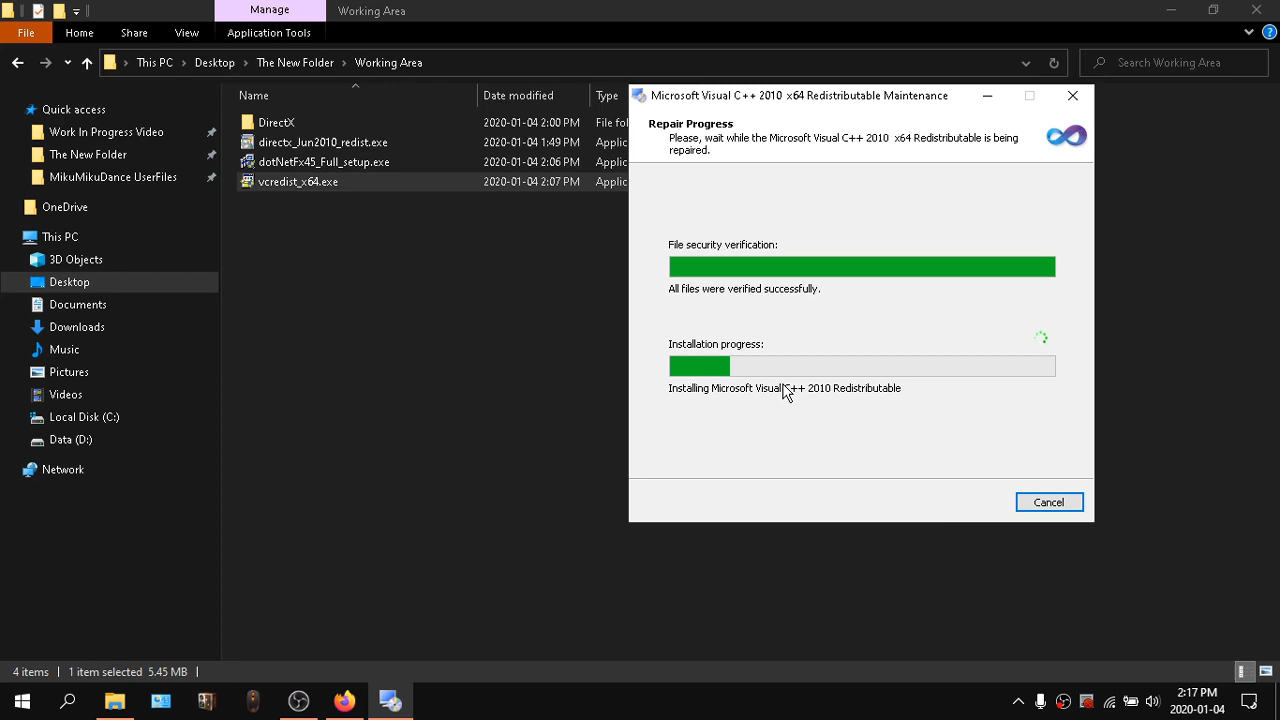 Manage
Working Area
File
Home
Share
View
Application Tools
This PC
Desktop
The New Folder
Working Area
Search Working Area
Quick access
Work In Progress Video
The New Folder
MikuMikuDance UserFiles
OneDrive
This PC
3D Objects
Desktop
Documents
Downloads
Music
Pictures
Videos
Local Disk (C:)
Data (D:)
Network
Name Date modified Type
DirectX 2020-01-04 2:00 PM File fol
directx_Jun2010_redist.exe 2020-01-04 1:49 PM Applic
dotNetFx45_Full_setup.exe 2020-01-04 2:06 PM Applic
vcredist_x64.exe 2020-01-04 2:07 PM Applic
Microsoft Visual C++ 2010 x64 Redistributable Maintenance
Repair Progress
Please, wait while the Microsoft Visual C++ 2010 x64 Redistributable is being
repaired.
File security verification:
All files were verified successfully.
Installation progress:
Installing Microsoft Visual C++ 2010 Redistributable
Cancel
4 items
1 item selected 5.45 MB
2:17 PM
2020-01-04